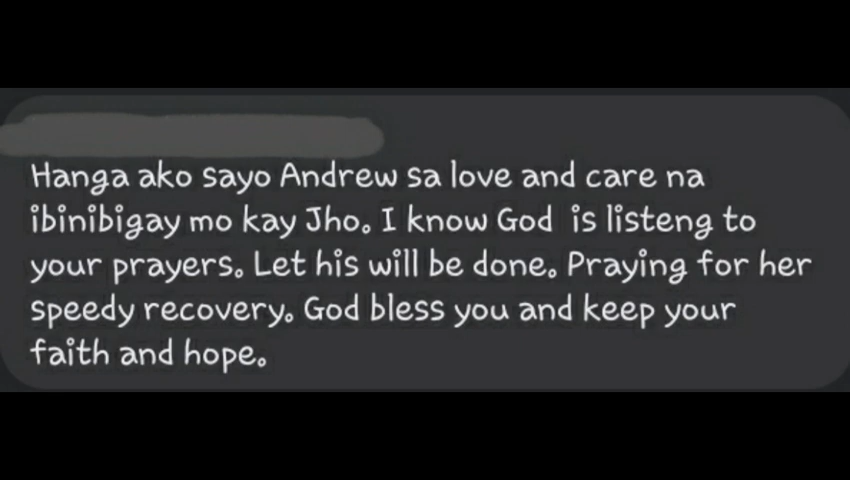 Hanga ako sayo Andrew sa love and care na
ibinibigay mo kay Jho. I know God  is listeng to
your prayers. Let his will be done. Praying for her
speedy recovery. God bless you and keep your
faith and hope.